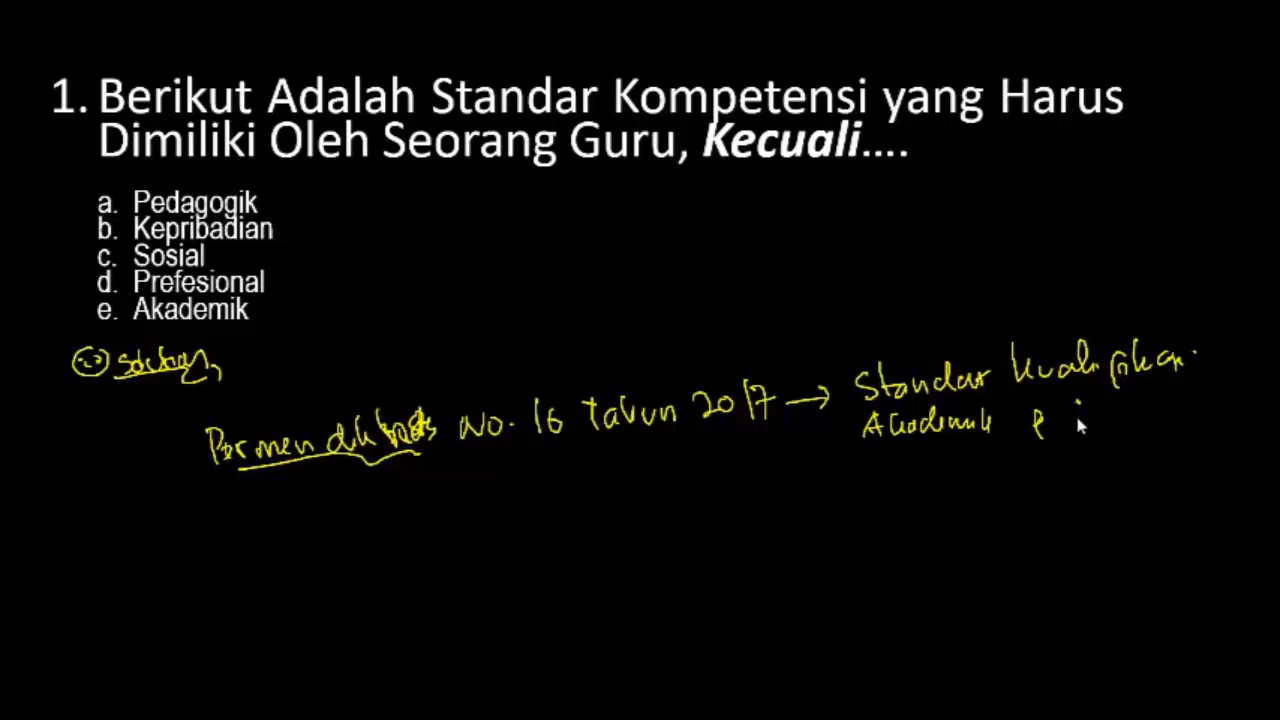 1. Berikut Adalah Standar Kompetensi yang Harus
Dimiliki Oleh Seorang Guru, Kecuali....
a. Pedagogik
b. Kepribadian
c. Sosial
d. Prefesional
e. Akademik
Permendikbud No. 16 Tahun 2017 → Standar
Akademik